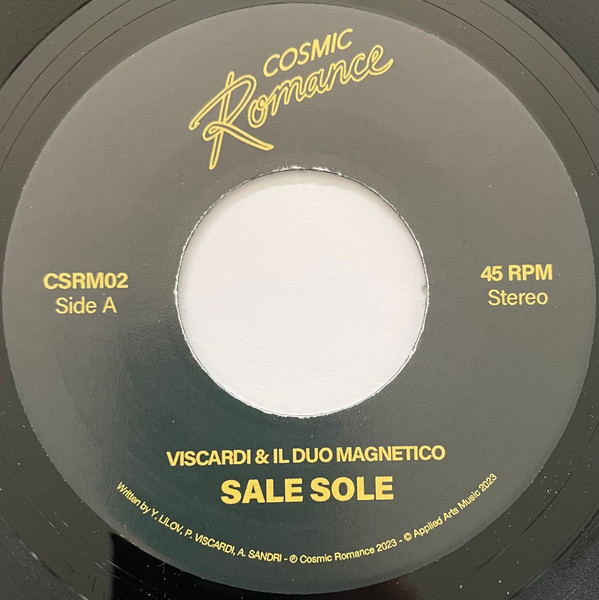 COSMIC
Romance
CSRM02
Side A
45 RPM
Stereo
VISCARDI & IL DUO MAGNETICO
SALE SOLE
Written by Y. LILOV, P. VISCARDI, A. SANDRI - ℗ Cosmic Romance 2023 - © Applied Arts Music 2023